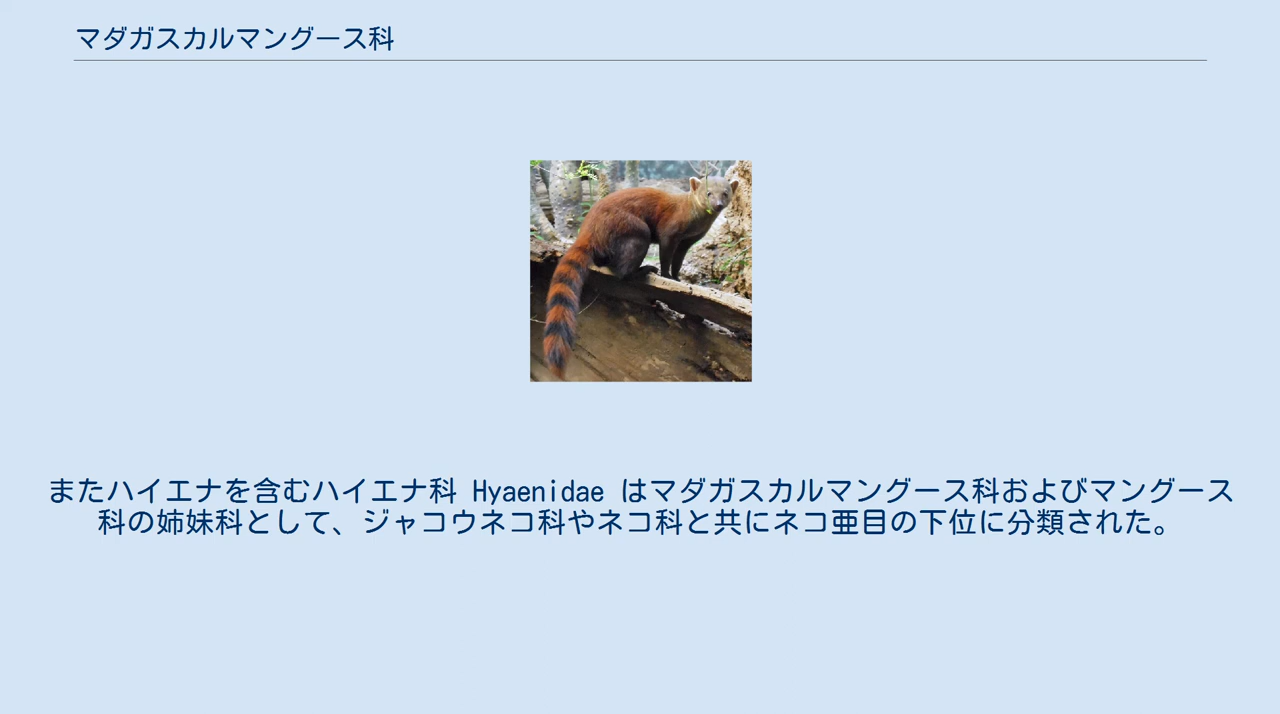 マダガスカルマングース科
またハイエナを含むハイエナ科 Hyaenidae はマダガスカルマングース科およびマングース
科の姉妹科として、ジャコウネコ科やネコ科と共にネコ亜目の下位に分類された。